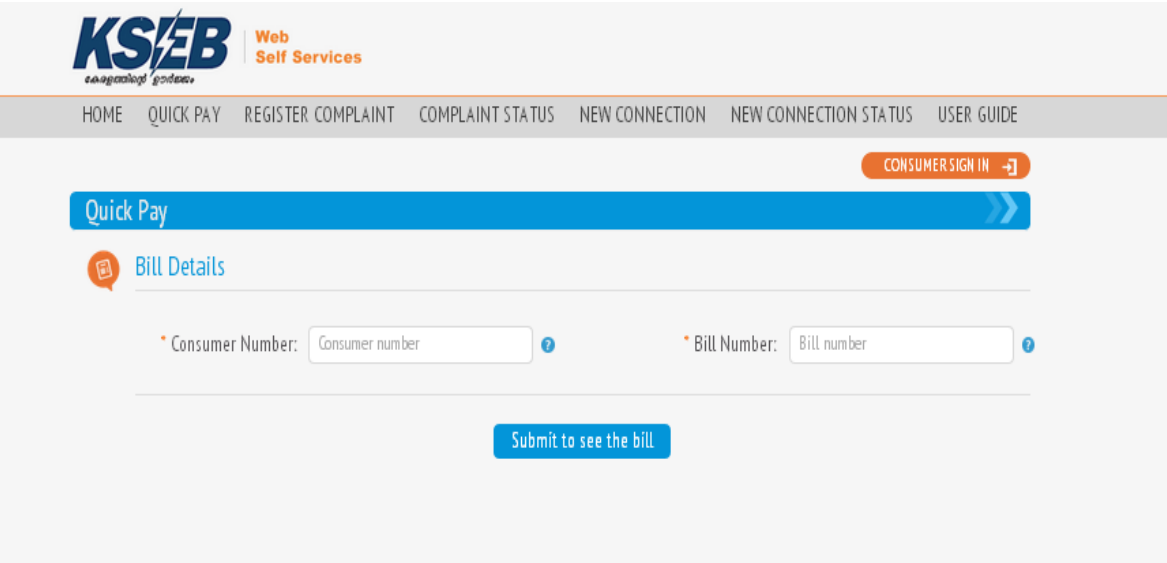 KSEB
Web
Self Services
കേരളത്തിന്റെ ഊർജ്ജം
HOME QUICK PAY REGISTER COMPLAINT COMPLAINT STATUS NEW CONNECTION NEW CONNECTION STATUS USER GUIDE
CONSUMER SIGN IN
Quick Pay
Bill Details
* Consumer Number: Consumer number ? * Bill Number: Bill number ?
Submit to see the bill